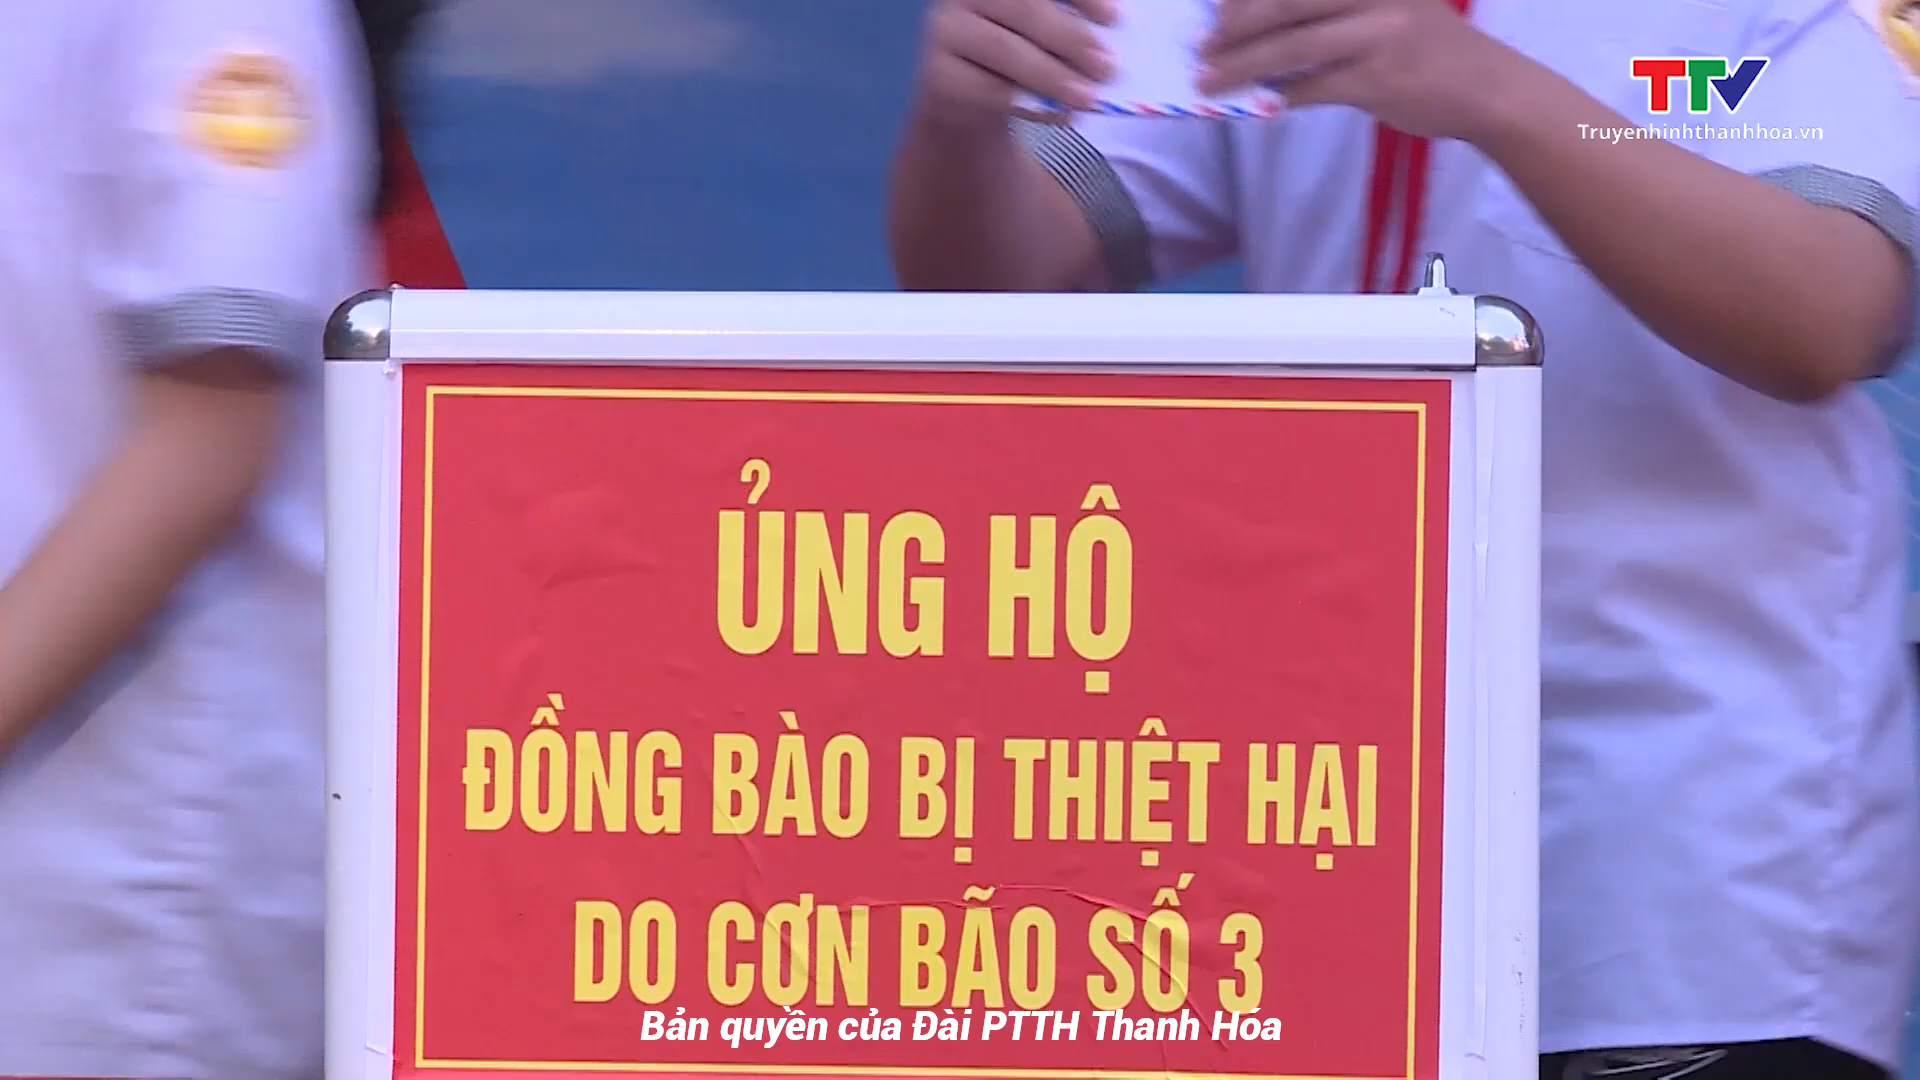 TTV
Truyenhinhthanhhoa.vn
ỦNG HỘ
ĐỒNG BÀO BỊ THIỆT HẠI
DO CƠN BÃO SỐ 3
Bản quyền của Đài PTTH Thanh Hóa